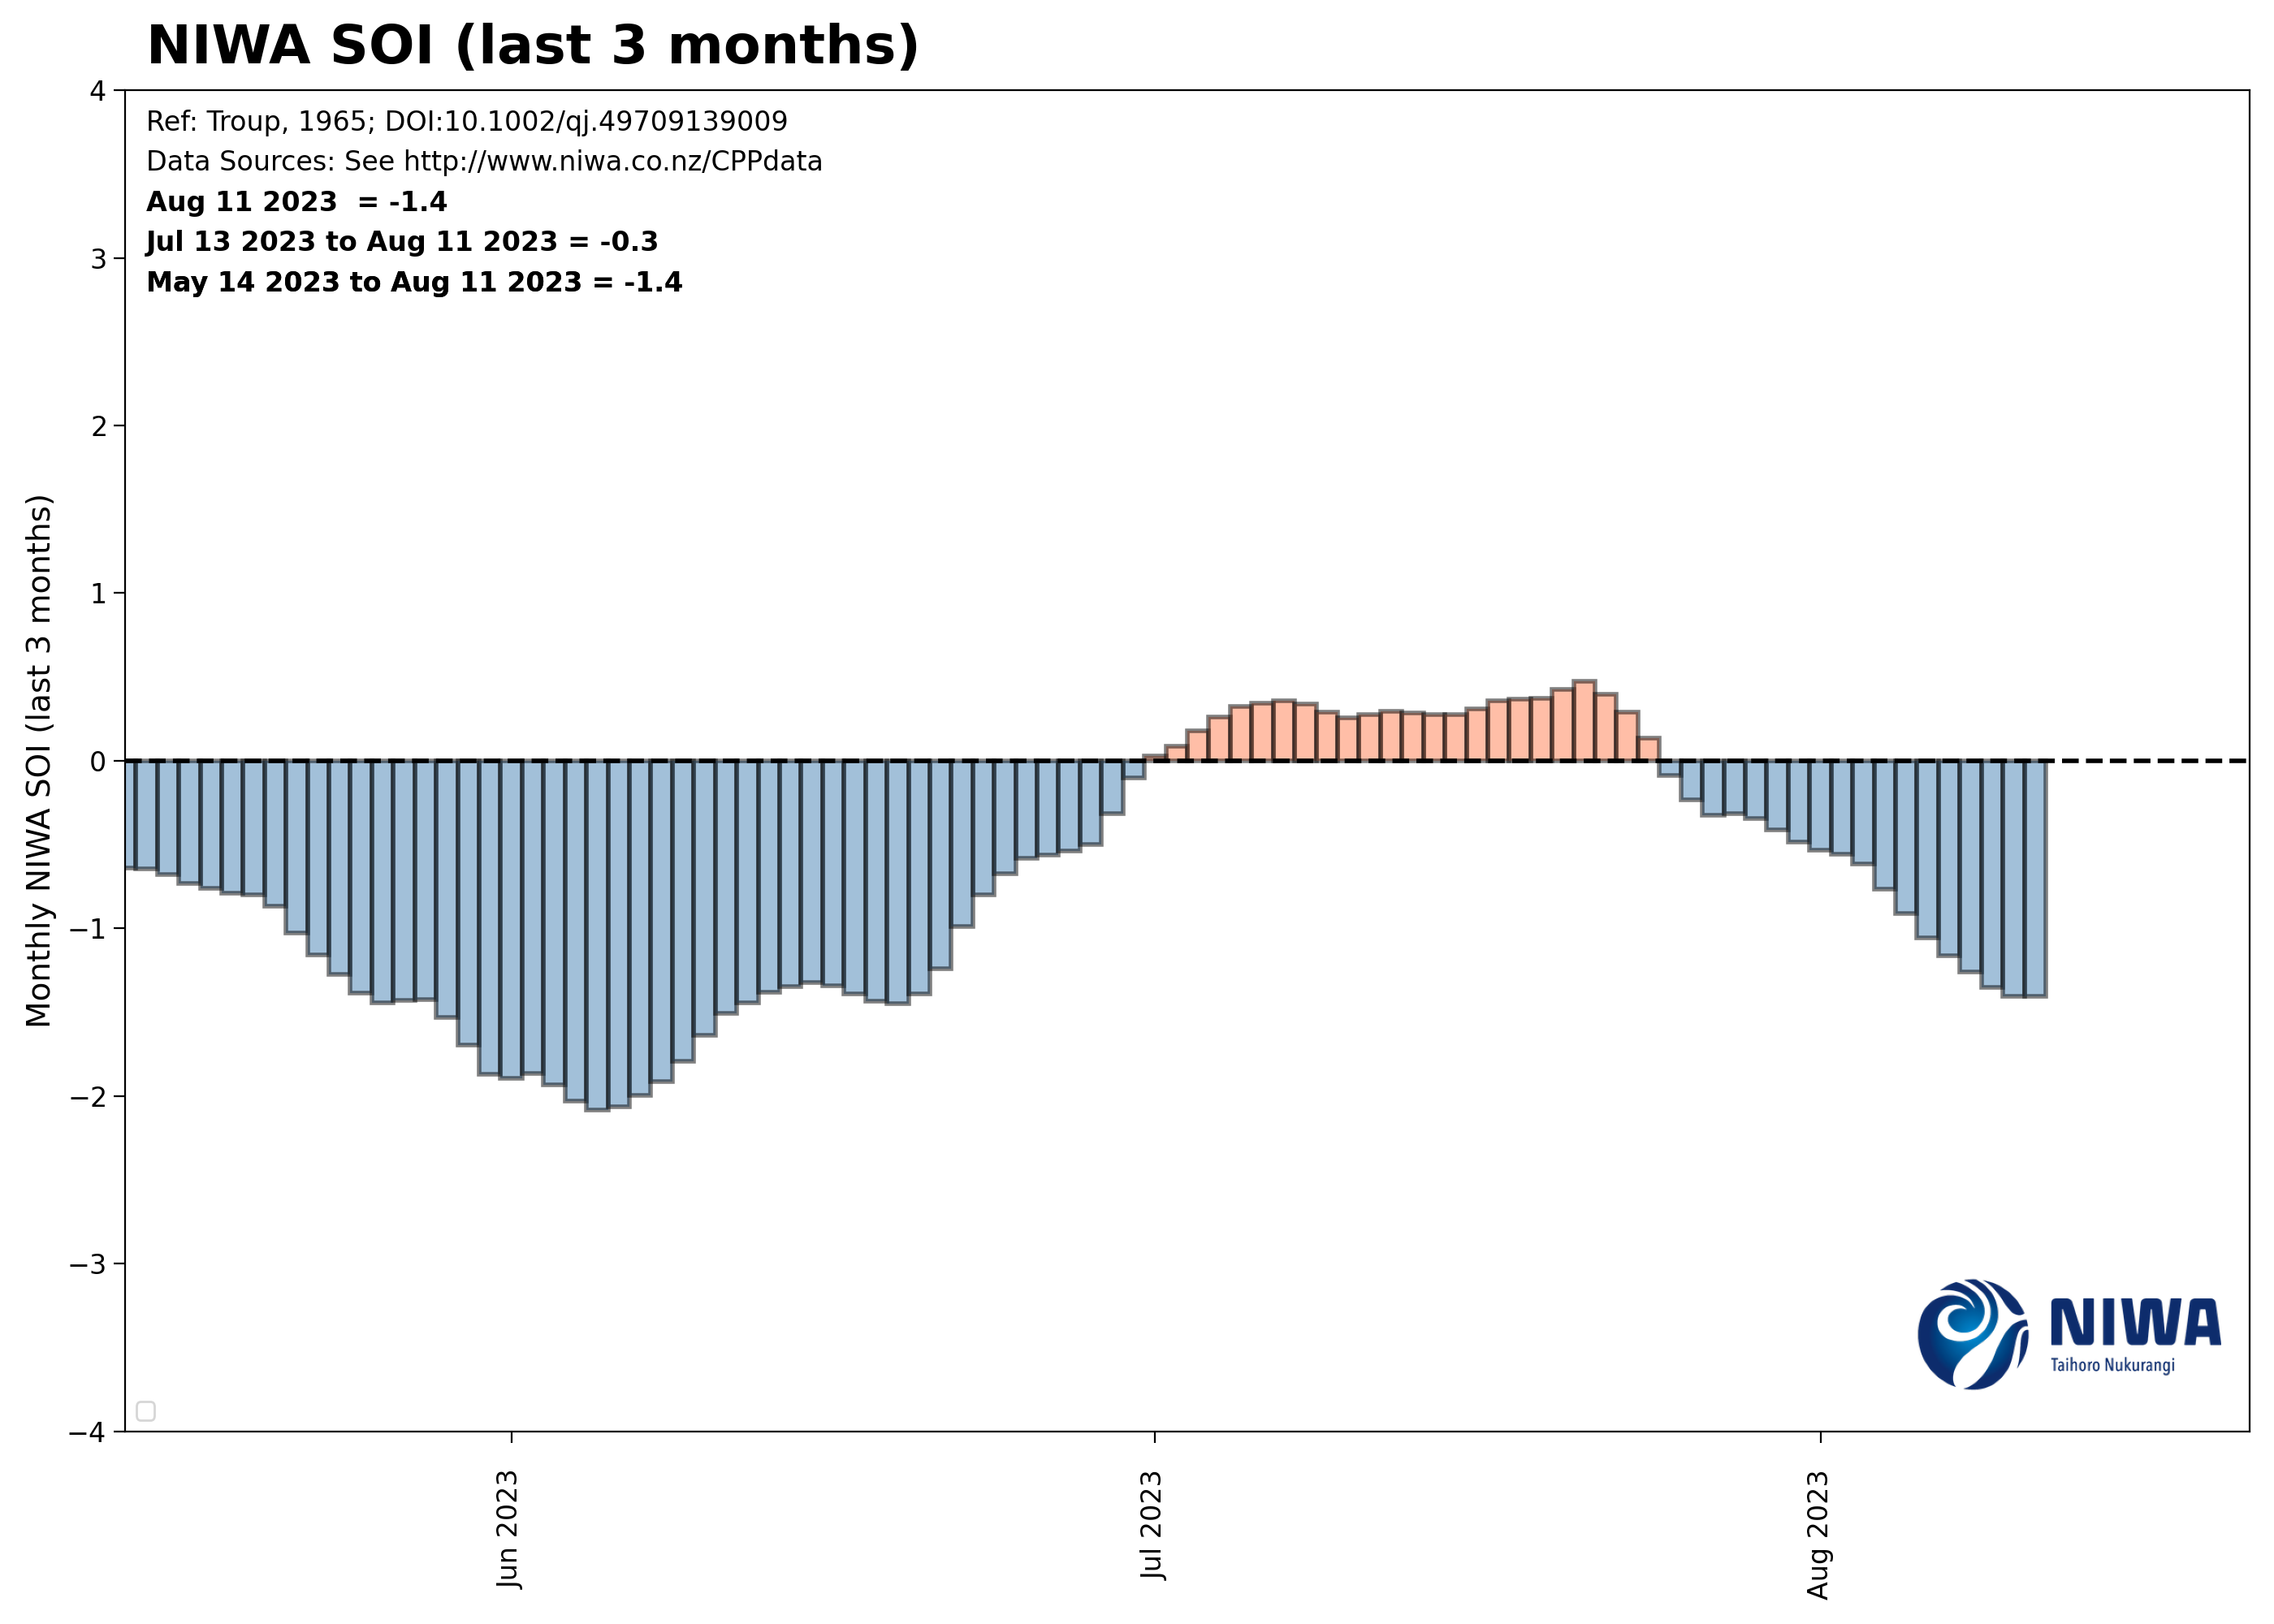 NIWA SOI (last 3 months)
Ref: Troup, 1965; DOI:10.1002/qj.49709139009
Data Sources: See http://www.niwa.co.nz/CPPdata
Aug 11 2023  = -1.4
Jul 13 2023 to Aug 11 2023 = -0.3
May 14 2023 to Aug 11 2023 = -1.4
Monthly NIWA SOI (last 3 months)
4
3
2
1
0
−1
−2
−3
−4
Jun 2023
Jul 2023
Aug 2023
NIWA
Taihoro Nukurangi